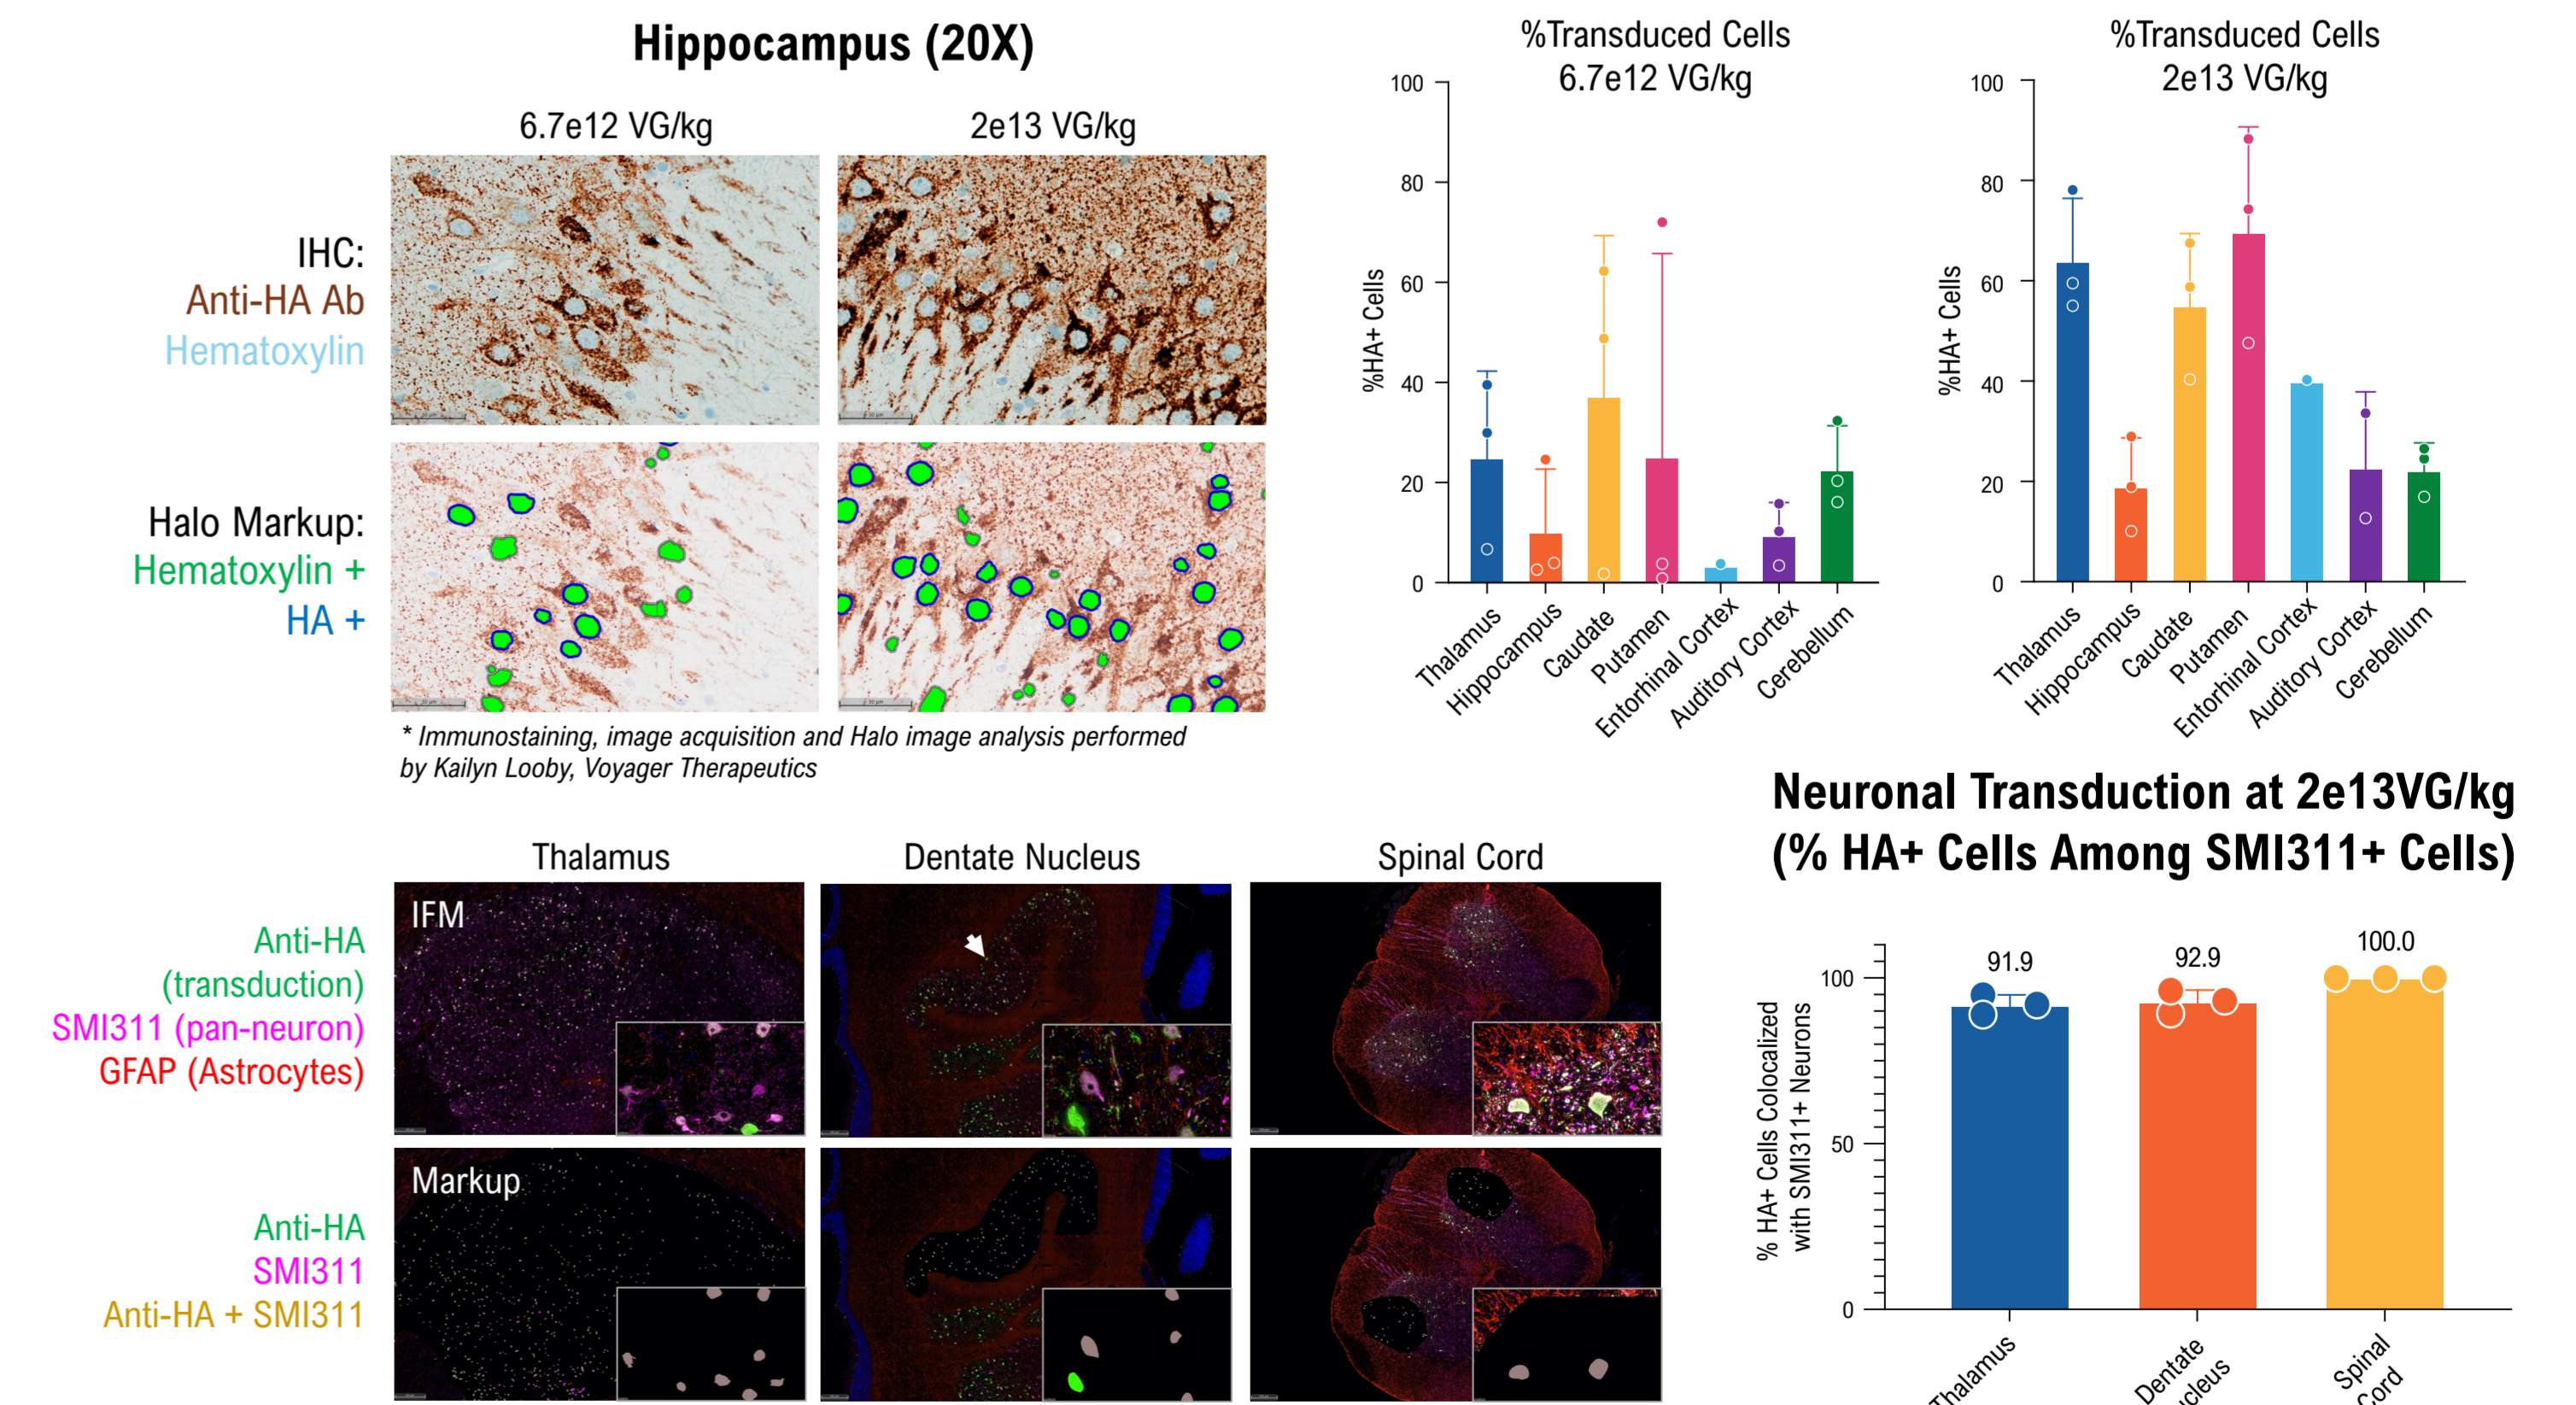 Hippocampus (20X)
6.7e12 VG/kg
2e13 VG/kg
IHC:
Anti-HA Ab
Hematoxylin
Halo Markup:
Hematoxylin +
HA +
* Immunostaining, image acquisition and Halo image analysis performed
by Kailyn Looby, Voyager Therapeutics
%Transduced Cells
6.7e12 VG/kg
%HA+ Cells
100
80
60
40
20
0
Thalamus
Hippocampus
Caudate
Putamen
Entorhinal Cortex
Auditory Cortex
Cerebellum
%Transduced Cells
2e13 VG/kg
%HA+ Cells
100
80
60
40
20
0
Thalamus
Hippocampus
Caudate
Putamen
Entorhinal Cortex
Auditory Cortex
Cerebellum
Thalamus
Dentate Nucleus
Spinal Cord
IFM
Anti-HA
(transduction)
SMI311 (pan-neuron)
GFAP (Astrocytes)
Markup
Anti-HA
SMI311
Anti-HA + SMI311
Neuronal Transduction at 2e13VG/kg
(% HA+ Cells Among SMI311+ Cells)
% HA+ Cells Colocalized
with SMI311+ Neurons
100
50
0
91.9
92.9
100.0
Thalamus
Dentate
ucleus
Spinal
Cord